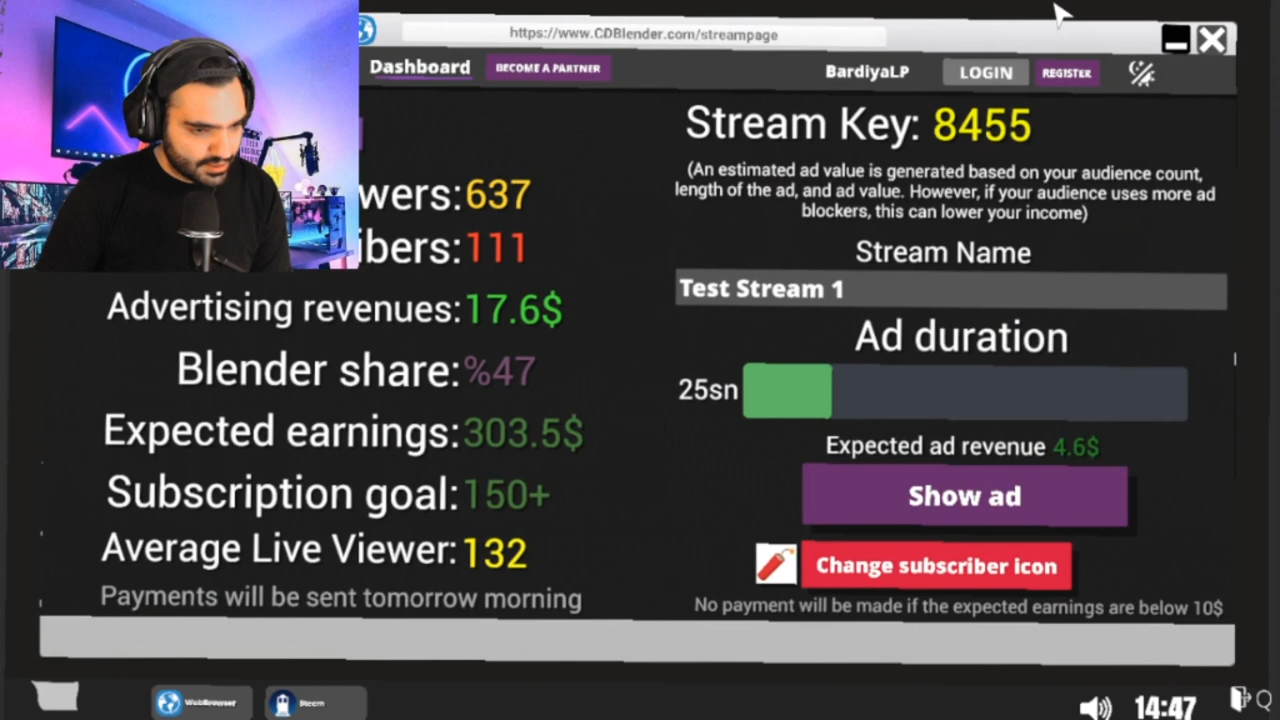 https://www.CDBlender.com/streampage
Dashboard
BECOME A PARTNER
BardiyaLP
LOGIN
REGISTER
wers:637
ibers:111
Advertising revenues:17.6$
Blender share:%47
Expected earnings:303.5$
Subscription goal:150+
Average Live Viewer:132
Payments will be sent tomorrow morning
Stream Key: 8455
(An estimated ad value is generated based on your audience count,
length of the ad, and ad value. However, if your audience uses more ad
blockers, this can lower your income)
Stream Name
Test Stream 1
Ad duration
25sn
Expected ad revenue 4.6$
Show ad
Change subscriber icon
No payment will be made if the expected earnings are below 10$
WebBrowser
Steem
14:47
Q